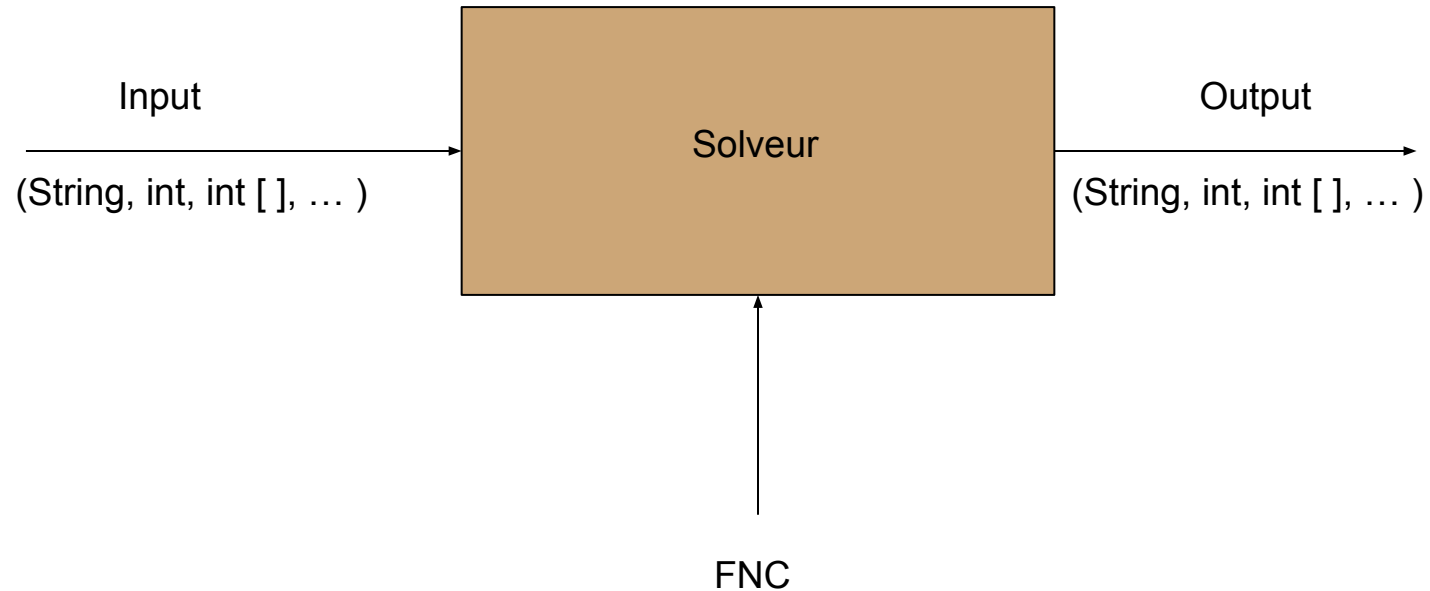 Input
Output
Solveur
(String, int, int [ ], … )
(String, int, int [ ], … )
FNC